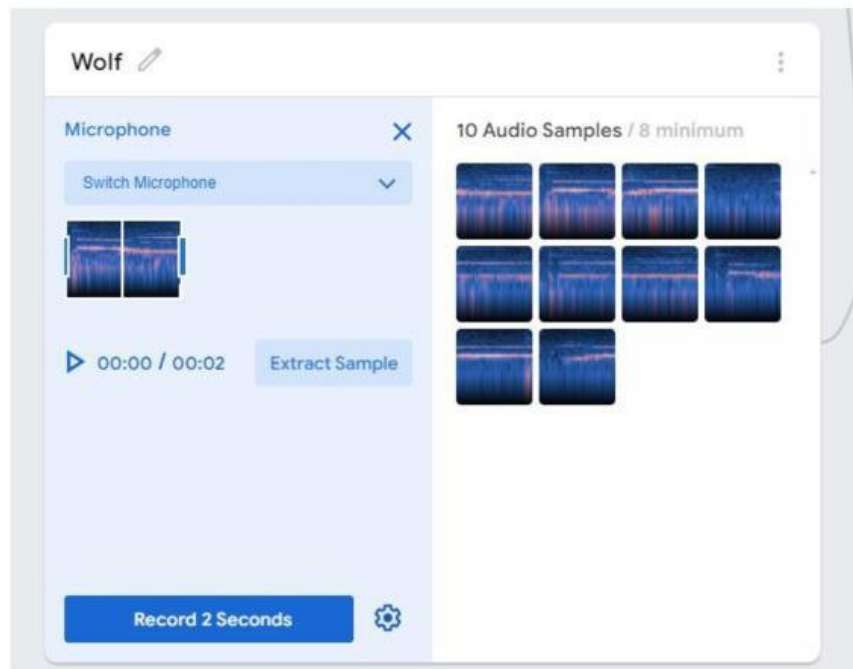 Wolf
Microphone
Switch Microphone
00:00 / 00:02
Extract Sample
Record 2 Seconds
10 Audio Samples / 8 minimum